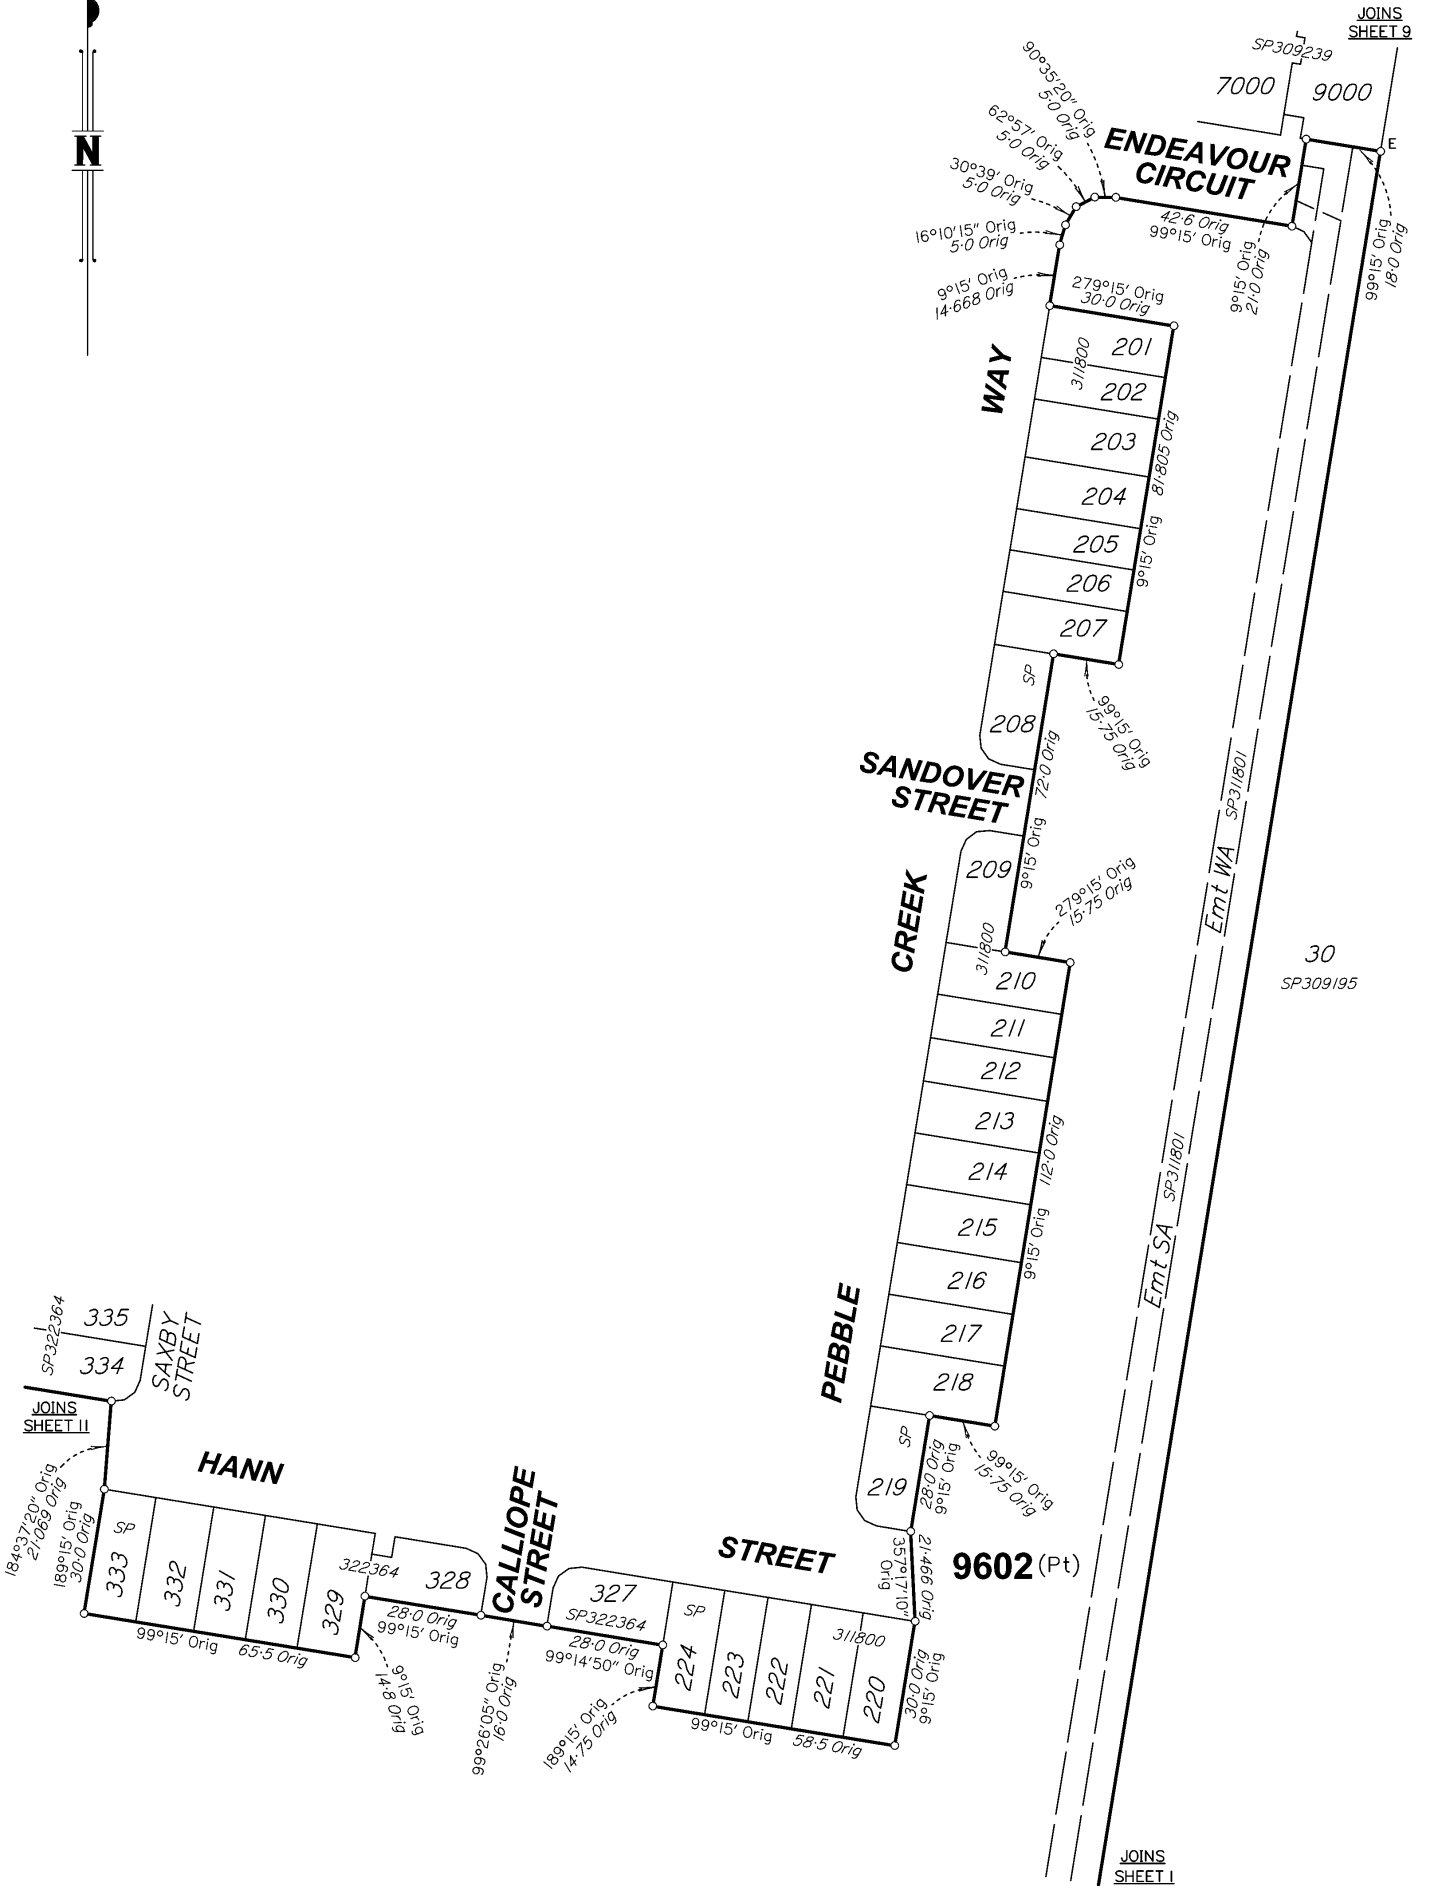 N
JOINS
SHEET 9
SP309239
7000
9000
E
90°35'20" Orig
5·0 Orig
62°57' Orig
5·0 Orig
30°39' Orig
5·0 Orig
16°10'15" Orig
5·0 Orig
9°15' Orig
14·668 Orig
ENDEAVOUR
CIRCUIT
42·6 Orig
99°15' Orig
9°15' Orig
21·0 Orig
99°15' Orig
18·0 Orig
279°15' Orig
30·0 Orig
WAY
311800
201
202
203
204
205
206
207
81·805 Orig
9°15' Orig
SP
208
99°15' Orig
15·75 Orig
SANDOVER
STREET
72·0 Orig
9°15' Orig
209
CREEK
279°15' Orig
15·75 Orig
311800
210
211
212
213
214
215
216
217
218
112·0 Orig
9°15' Orig
Emt WA
SP311801
30
SP309195
Emt SA
SP311801
PEBBLE
SP
219
28·0 Orig
9°15' Orig
99°15' Orig
15·75 Orig
21·466 Orig
357°17'10"
Orig
9602 (Pt)
SP322364
335
334
SAXBY
STREET
JOINS
SHEET 11
184°37'20" Orig
21·069 Orig
189°15' Orig
30·0 Orig
HANN
SP
333
332
331
330
329
322364
328
99°15' Orig
65·5 Orig
28·0 Orig
99°15' Orig
9°15' Orig
14·8 Orig
CALLIOPE
STREET
99°26'05" Orig
16·0 Orig
327
SP322364
28·0 Orig
99°14'50" Orig
189°15' Orig
14·75 Orig
STREET
SP
311800
224
223
222
221
220
99°15' Orig
58·5 Orig
30·0 Orig
9°15' Orig
JOINS
SHEET 1